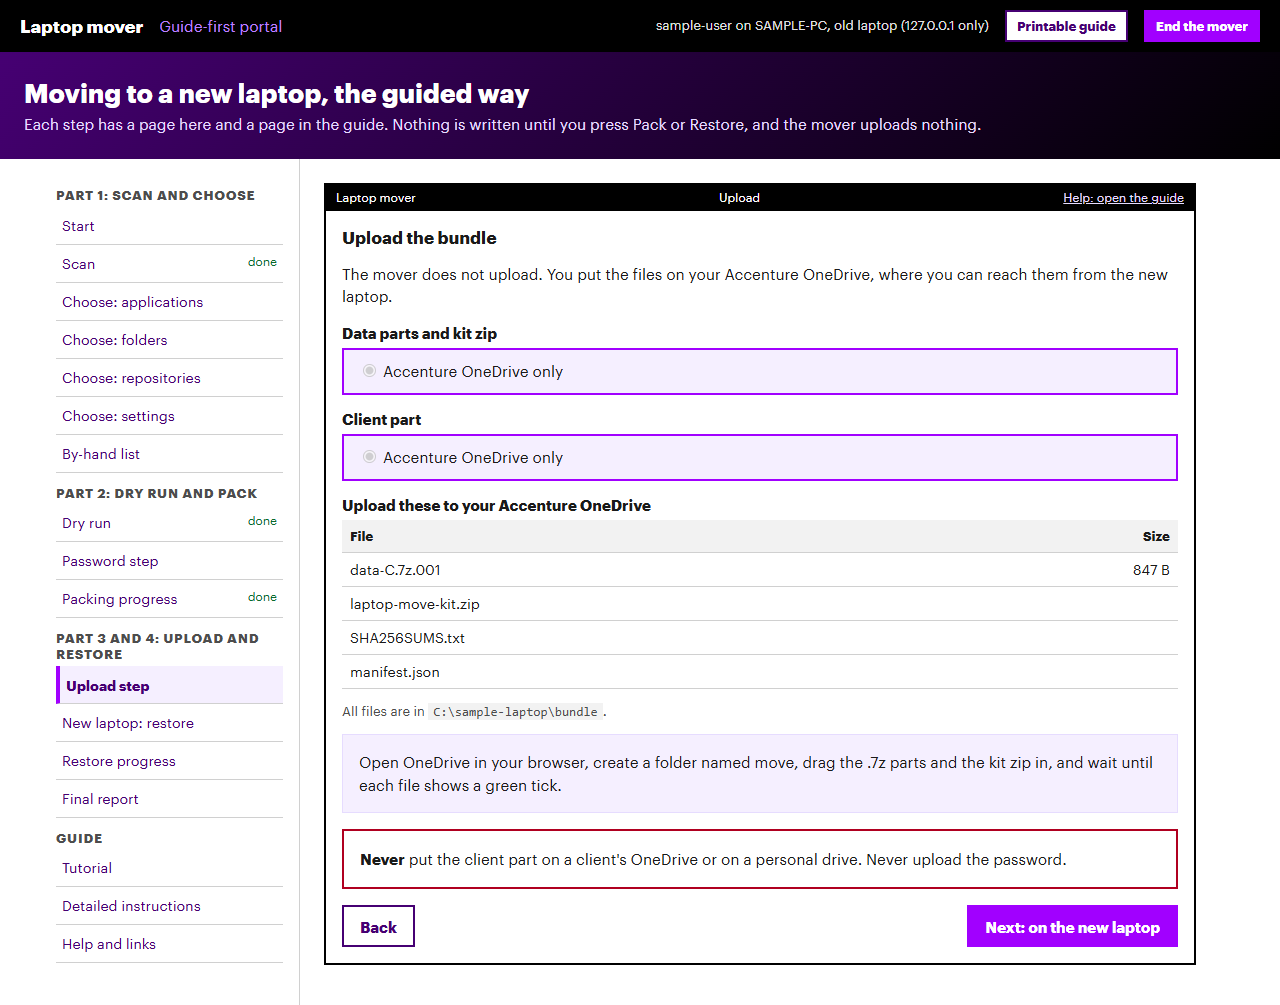 Laptop mover
Guide-first portal
sample-user on SAMPLE-PC, old laptop (127.0.0.1 only)
Printable guide
End the mover
Moving to a new laptop, the guided way
Each step has a page here and a page in the guide. Nothing is written until you press Pack or Restore, and the mover uploads nothing.
PART 1: SCAN AND CHOOSE
Start
Scan done
Choose: applications
Choose: folders
Choose: repositories
Choose: settings
By-hand list
PART 2: DRY RUN AND PACK
Dry run done
Password step
Packing progress done
PART 3 AND 4: UPLOAD AND
RESTORE
Upload step
New laptop: restore
Restore progress
Final report
GUIDE
Tutorial
Detailed instructions
Help and links
Laptop mover
Upload
Help: open the guide
Upload the bundle
The mover does not upload. You put the files on your Accenture OneDrive, where you can reach them from the new
laptop.
Data parts and kit zip
Accenture OneDrive only
Client part
Accenture OneDrive only
Upload these to your Accenture OneDrive
File Size
data-C.7z.001 847 B
laptop-move-kit.zip
SHA256SUMS.txt
manifest.json
All files are in C:\sample-laptop\bundle .
Open OneDrive in your browser, create a folder named move, drag the .7z parts and the kit zip in, and wait until
each file shows a green tick.
Never put the client part on a client's OneDrive or on a personal drive. Never upload the password.
Back
Next: on the new laptop